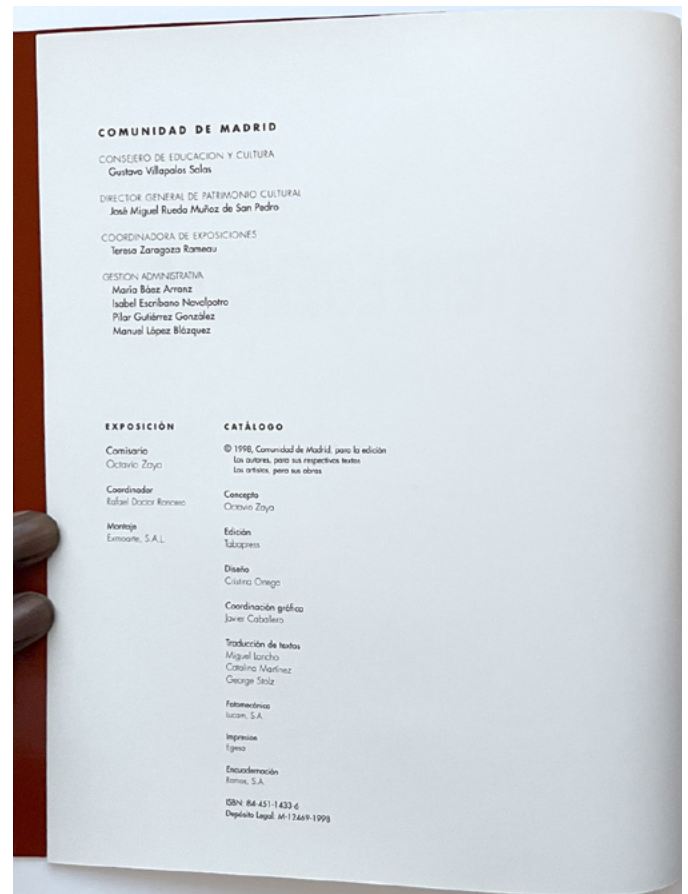 COMUNIDAD DE MADRID
CONSEJERO DE EDUCACION Y CULTURA
Gustavo Villapalos Salas
DIRECTOR GENERAL DE PATRIMONIO CULTURAL
José Miguel Rueda Muñoz de San Pedro
COORDINADORA DE EXPOSICIONES
Teresa Zaragoza Rameau
GESTION ADMINISTRATIVA
María Báez Arranz
Isabel Escribano Novelpotro
Pilar Gutiérrez González
Manuel López Blázquez
EXPOSICIÓN
Comisario
Octavio Zaya
Coordinador
Rafael Doctor Roncero
Montaje
Exmoarte, S.A.L.
CATÁLOGO
© 1998, Comunidad de Madrid, para la edición
Los autores, para sus respectivos textos
Los artistas, para sus obras
Concepto
Octavio Zaya
Edición
Tabapress
Diseño
Cristina Ortega
Coordinación gráfica
Javier Caballero
Traducción de textos
Miguel
Catalina Martínez
George Stolz
Fotomecánica
Lucam, S.A.
Impresion
Egesa
Encuadernación
Ramos, S.A.
ISBN: 84-451-1433-6
Depósito Legal: M-12469-1998